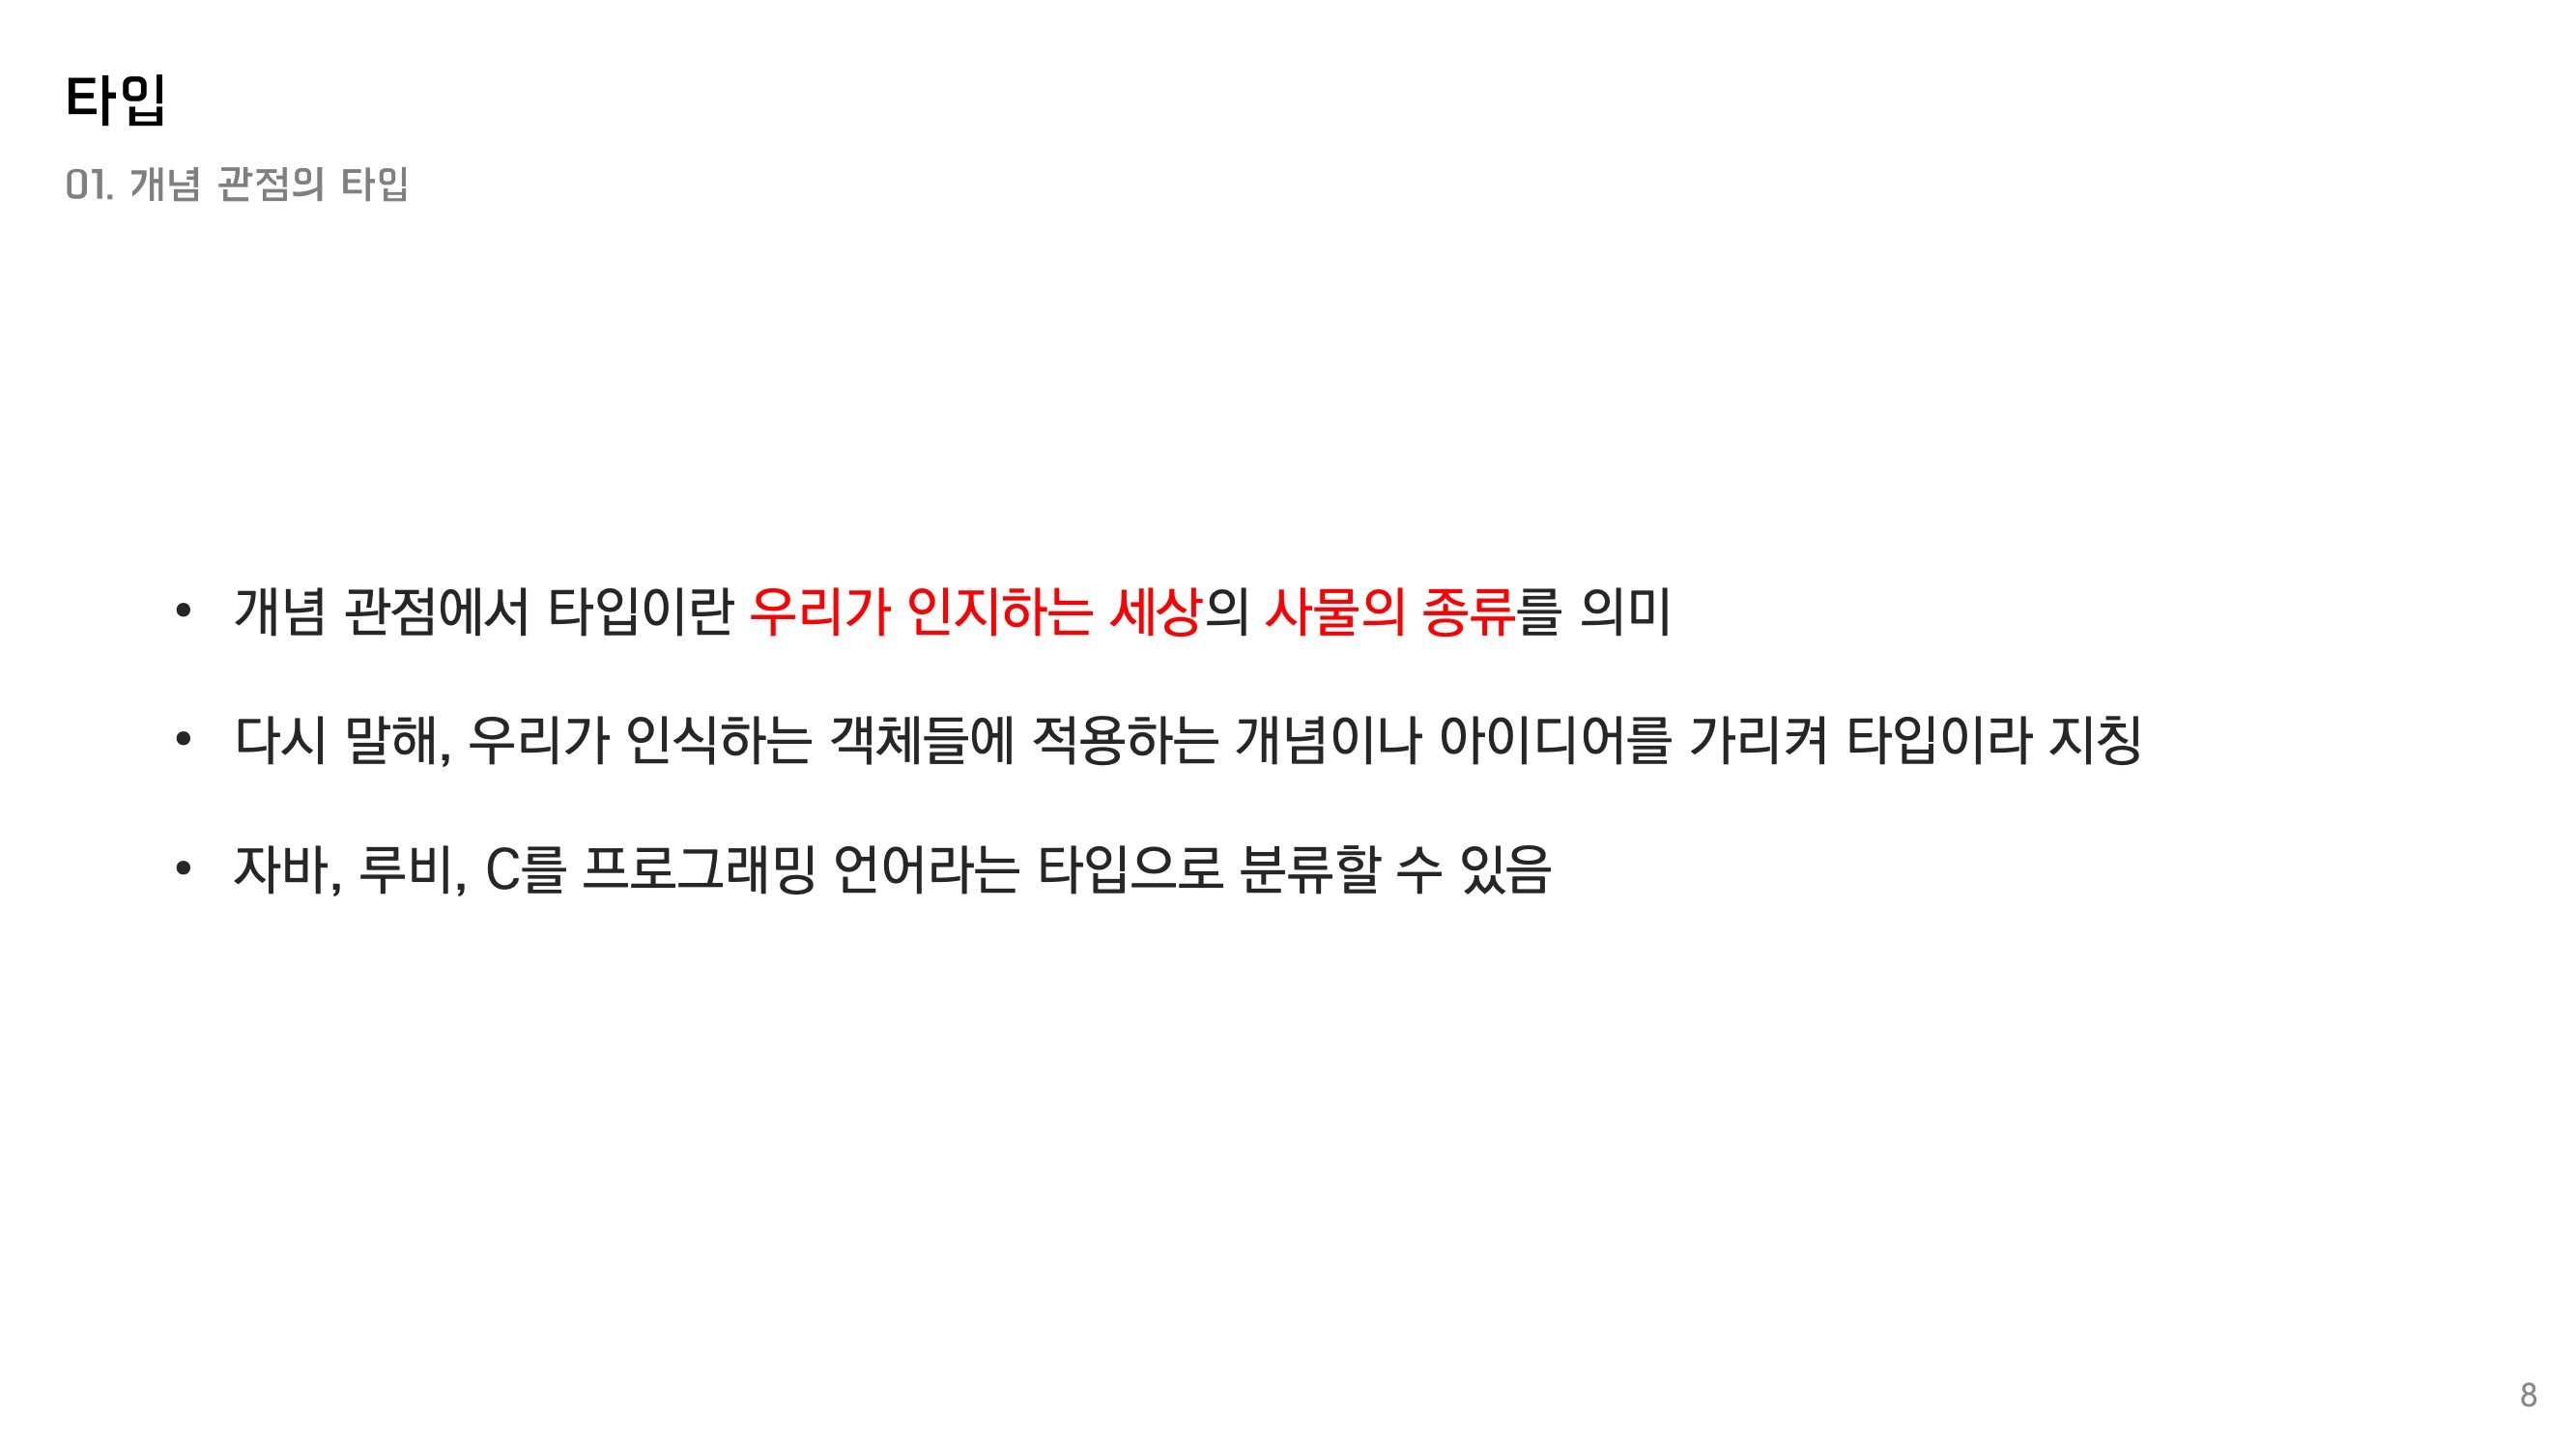 타입
01. 개념 관점의 타입
• 개념 관점에서 타입이란 우리가 인지하는 세상의 사물의 종류를 의미
• 다시 말해, 우리가 인식하는 객체들에 적용하는 개념이나 아이디어를 가리켜 타입이라 지칭
• 자바, 루비, C를 프로그래밍 언어라는 타입으로 분류할 수 있음
8